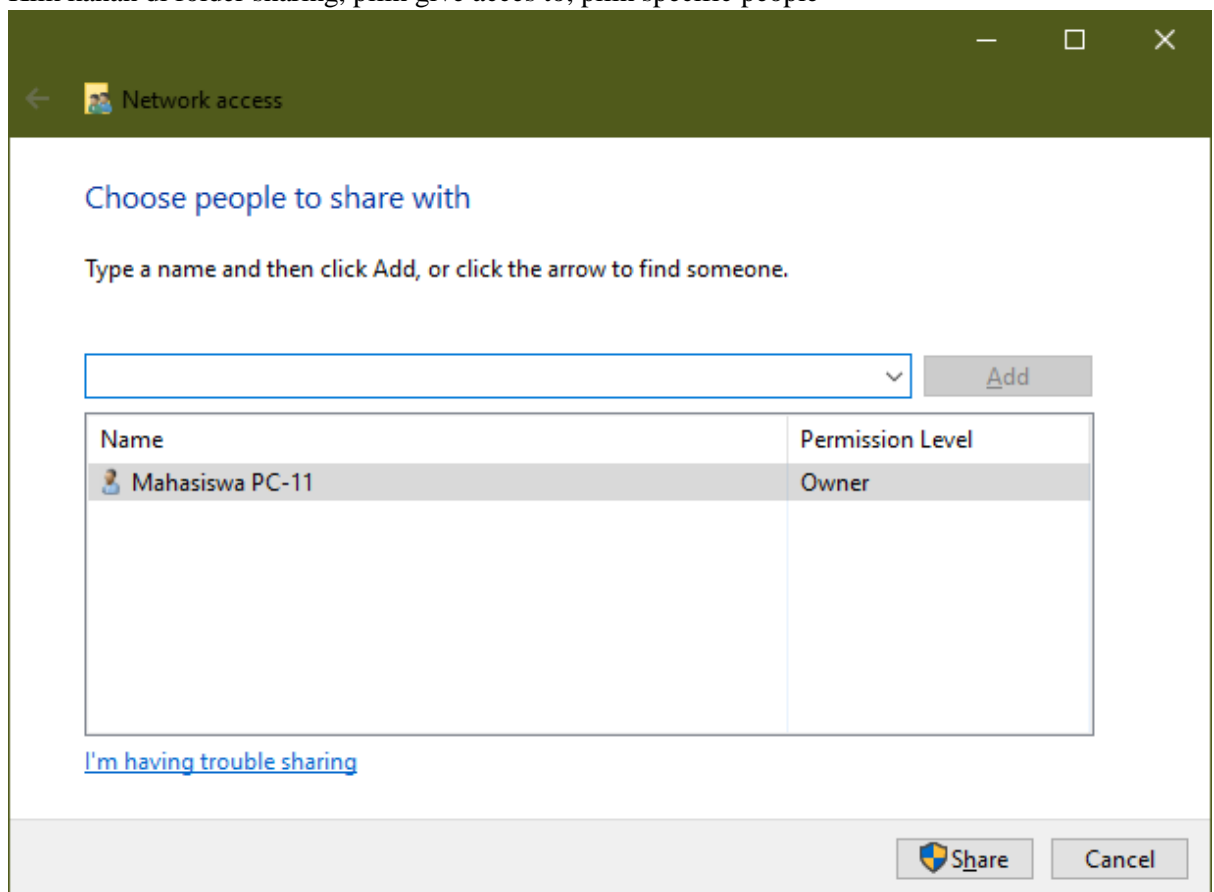 Klik kanan di folder sharing, pilih give acces to, pilih specific people
Network access
Choose people to share with
Type a name and then click Add, or click the arrow to find someone.
Add
Name Permission Level
Mahasiswa PC-11 Owner
I'm having trouble sharing
Share Cancel